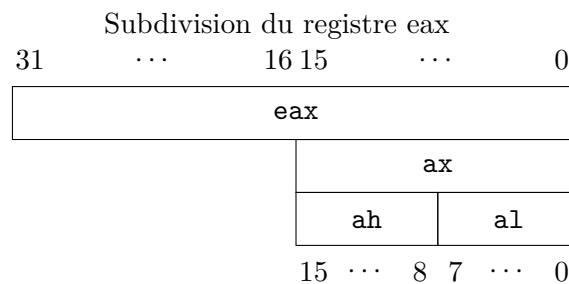 Subdivision du registre eax
31 ··· 16 15 ··· 0
eax
ax
ah al
15 ··· 8 7 ··· 0